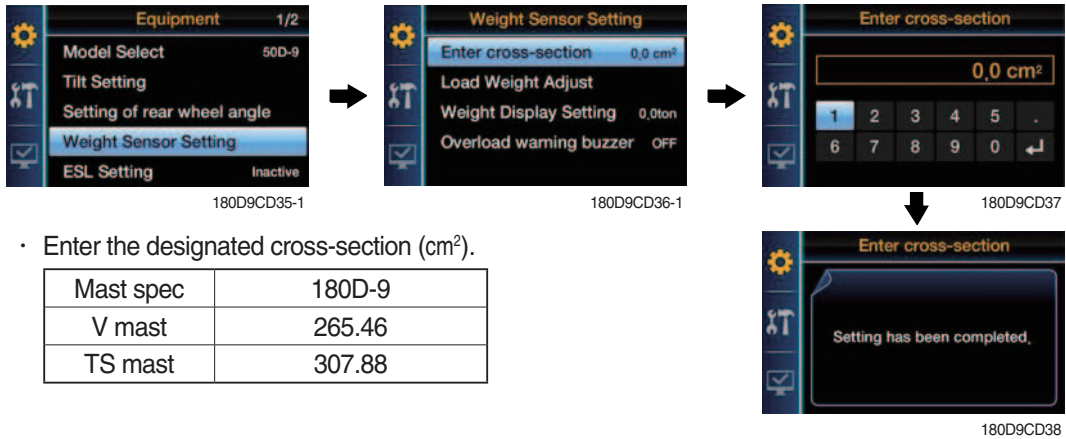 Equipment 1/2
Model Select 50D-9
Tilt Setting
Setting of rear wheel angle
Weight Sensor Setting
ESL Setting Inactive
180D9CD35-1
Weight Sensor Setting
Enter cross-section 0,0 cm²
Load Weight Adjust
Weight Display Setting 0,0ton
Overload warning buzzer OFF
180D9CD36-1
Enter cross-section
0,0 cm²
1 2 3 4 5 .
6 7 8 9 0 ↵
180D9CD37
· Enter the designated cross-section (cm²).
Mast spec 180D-9
V mast 265.46
TS mast 307.88
Enter cross-section
Setting has been completed,
180D9CD38